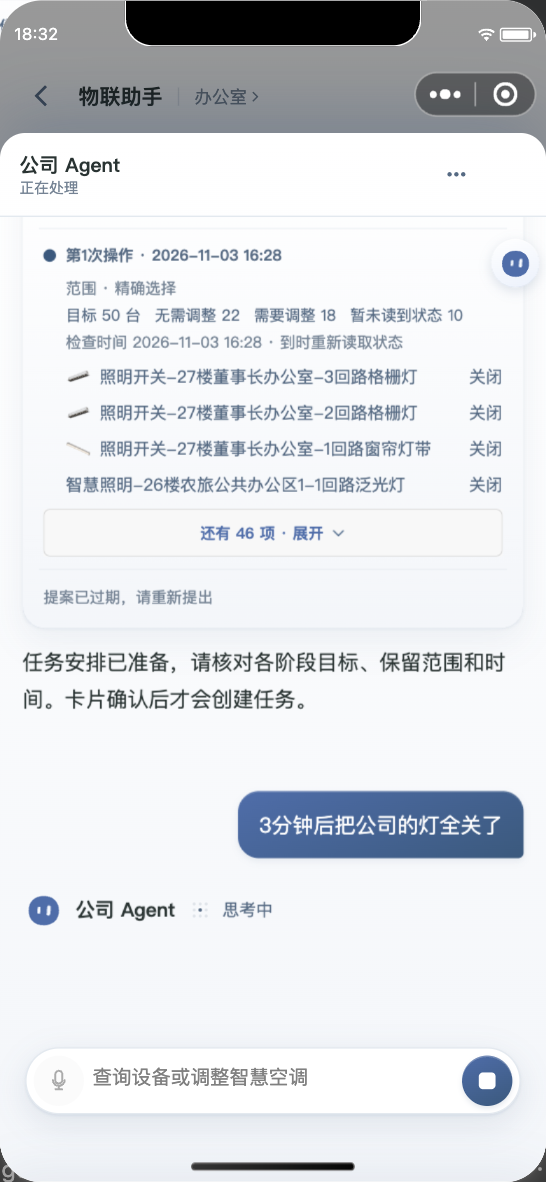 18:32
物联助手
办公室
公司 Agent
正在处理
第1次操作 · 2026-11-03 16:28
范围 · 精确选择
目标 50 台 无需调整 22 需要调整 18 暂未读到状态 10
检查时间 2026-11-03 16:28 · 到时重新读取状态
照明开关-27楼董事长办公室-3回路格栅灯 关闭
照明开关-27楼董事长办公室-2回路格栅灯 关闭
照明开关-27楼董事长办公室-1回路窗帘灯带 关闭
智慧照明-26楼农旅公共办公区1-1回路泛光灯 关闭
还有 46 项 · 展开
提案已过期，请重新提出
任务安排已准备，请核对各阶段目标、保留范围和时
间。卡片确认后才会创建任务。
3分钟后把公司的灯全关了
公司 Agent 思考中
查询设备或调整智慧空调